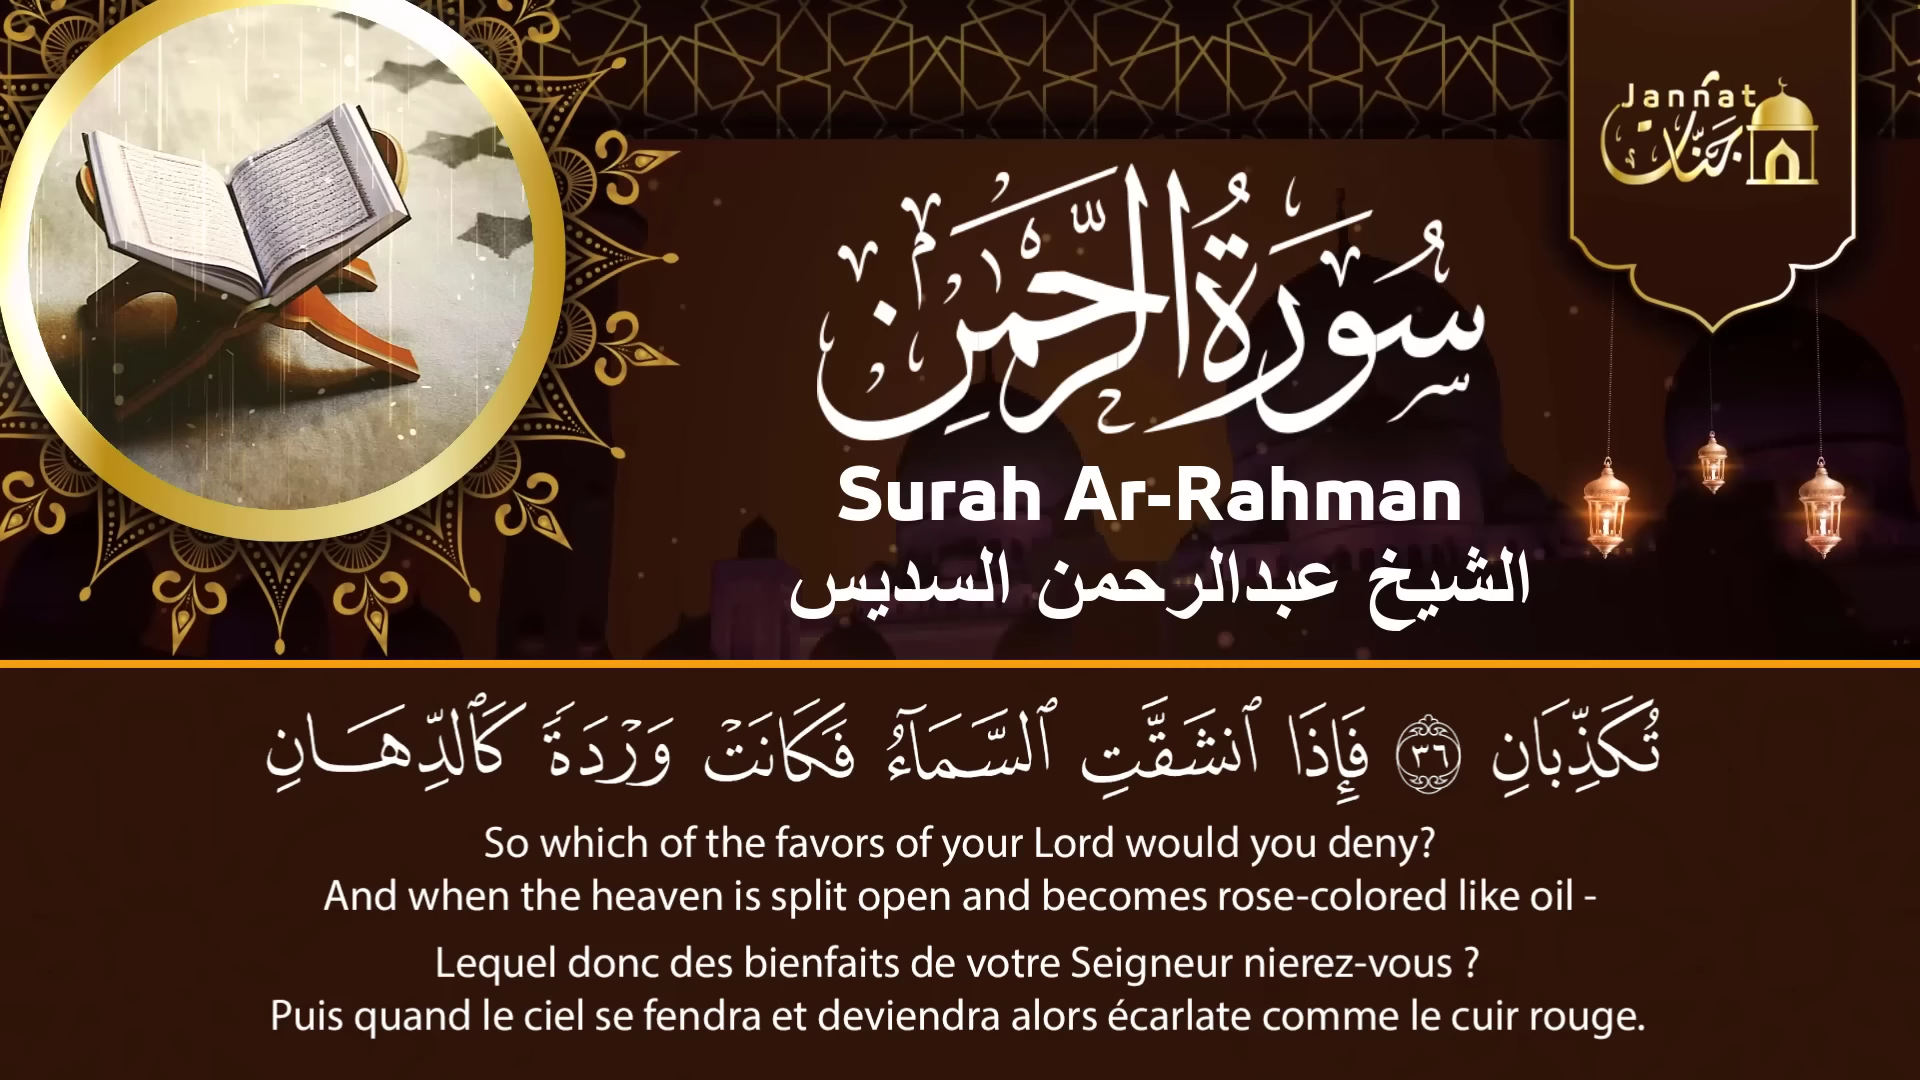 Jannat
جَنَّات
سُورَةُ الرَّحْمَٰنِ
Surah Ar-Rahman
الشيخ عبدالرحمن السديس
تُكَذِّبَانِ ٣٦ فَإِذَا ٱنشَقَّتِ ٱلسَّمَآءُ فَكَانَتْ وَرْدَةً كَٱلدِّهَانِ
So which of the favors of your Lord would you deny?
And when the heaven is split open and becomes rose-colored like oil -
Lequel donc des bienfaits de votre Seigneur nierez-vous ?
Puis quand le ciel se fendra et deviendra alors écarlate comme le cuir rouge.